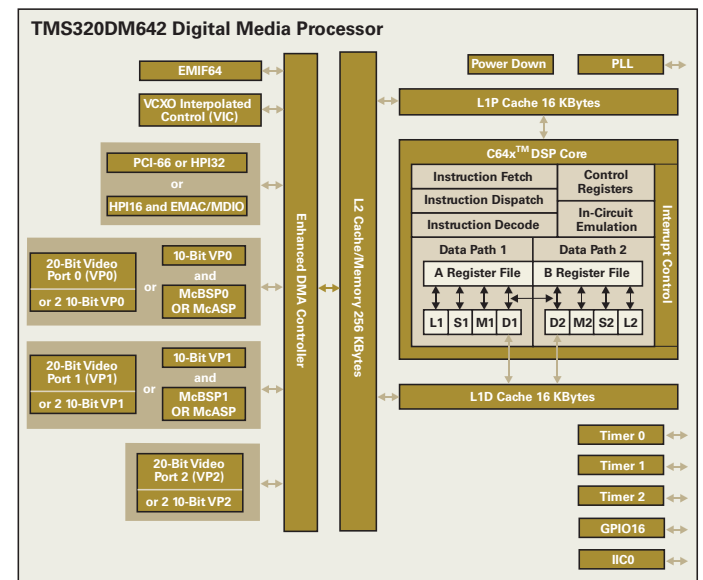 TMS320DM642 Digital Media Processor
EMIF64
VCXO Interpolated
Control (VIC)
PCI-66 or HPI32
or
HPI16 and EMAC/MDIO
20-Bit Video
Port 0 (VP0)
or 2 10-Bit VP0
or
10-Bit VP0
and
McBSP0
OR McASP
20-Bit Video
Port 1 (VP1)
or 2 10-Bit VP1
or
10-Bit VP1
and
McBSP1
OR McASP
20-Bit Video
Port 2 (VP2)
or 2 10-Bit VP2
Enhanced DMA Controller
L2 Cache/Memory 256 KBytes
Power Down
PLL
L1P Cache 16 KBytes
C64x™ DSP Core
Instruction Fetch
Instruction Dispatch
Instruction Decode
Control
Registers
In-Circuit
Emulation
Interrupt Control
Data Path 1
Data Path 2
A Register File
B Register File
L1 S1 M1 D1
D2 M2 S2 L2
L1D Cache 16 KBytes
Timer 0
Timer 1
Timer 2
GPIO16
IIC0